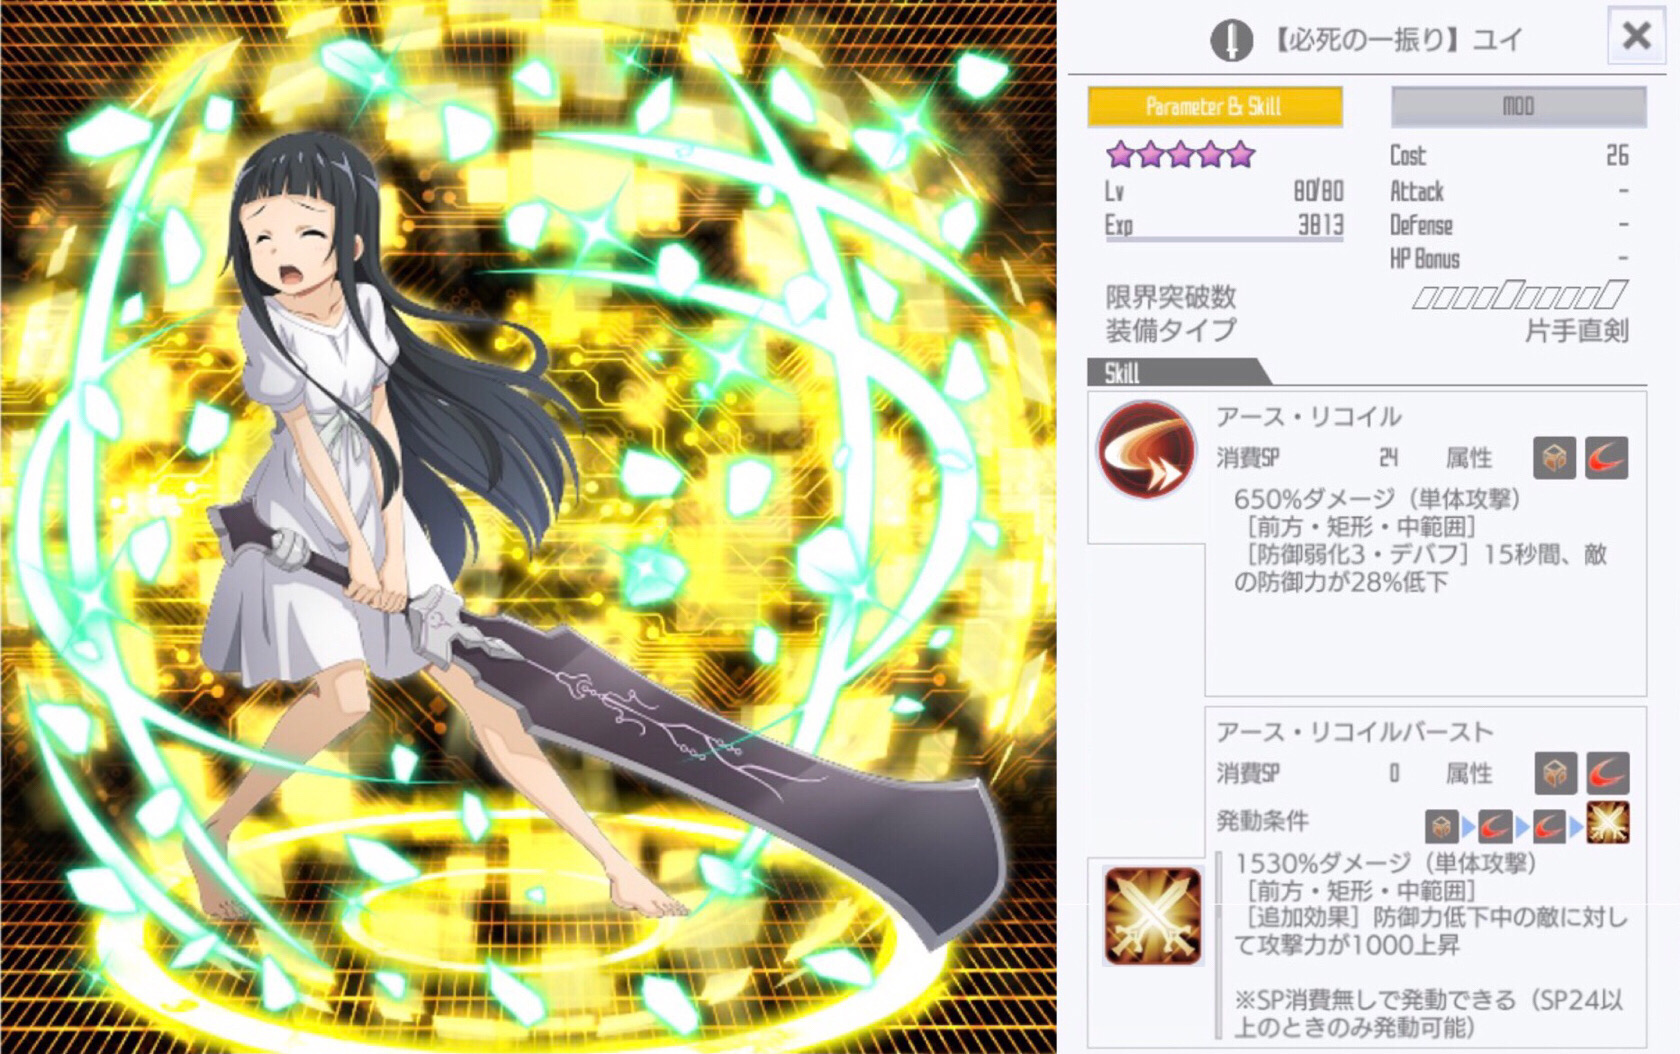 【必死の一振り】ユイ
Parameter & Skill
MOD
Lv 80/80
Exp 3813
Cost 26
Attack -
Defense -
HP Bonus -
限界突破数
装備タイプ 片手直剣
Skill
アース・リコイル
消費SP 24 属性
650%ダメージ（単体攻撃）
［前方・矩形・中範囲］
［防御弱化3・デバフ］15秒間、敵
の防御力が28%低下
アース・リコイルバースト
消費SP 0 属性
発動条件
1530%ダメージ（単体攻撃）
［前方・矩形・中範囲］
［追加効果］防御力低下中の敵に対し
て攻撃力が1000上昇
※SP消費無しで発動できる（SP24以
上のときのみ発動可能）